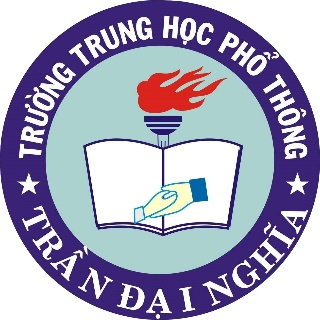 TRƯỜNG TRUNG HỌC PHỔ THÔNG
TRẦN ĐẠI NGHĨA